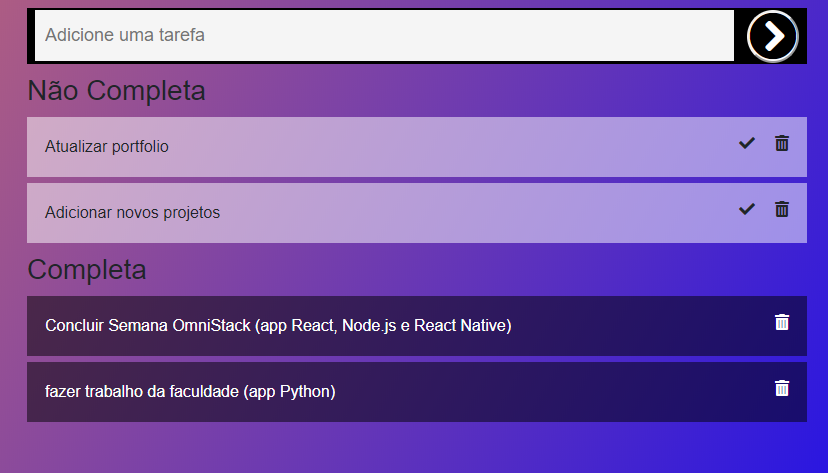 Adicione uma tarefa
Não Completa
Atualizar portfolio
Adicionar novos projetos
Completa
Concluir Semana OmniStack (app React, Node.js e React Native)
fazer trabalho da faculdade (app Python)